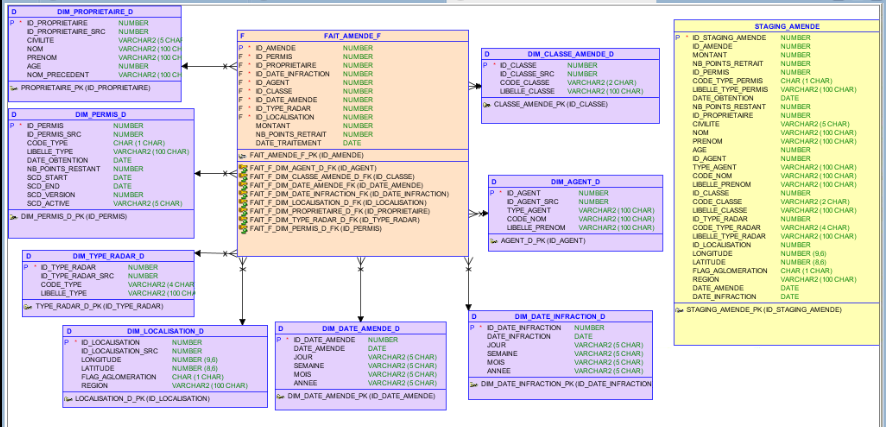 D DIM_PROPRIETAIRE_D
P * ID_PROPRIETAIRE NUMBER
ID_PROPRIETAIRE_SRC NUMBER
CIVILITE VARCHAR2 (5 CHAR
NOM VARCHAR2 (100 CH
PRENOM VARCHAR2 (100 CH
AGE NUMBER
NOM_PRECEDENT VARCHAR2 (100 CH
PROPRIETAIRE_PK (ID_PROPRIETAIRE)
F FAIT_AMENDE_F
P * ID_AMENDE NUMBER
F ID_PERMIS NUMBER
F ID_PROPRIETAIRE NUMBER
F ID_DATE_INFRACTION NUMBER
F ID_AGENT NUMBER
F ID_CLASSE NUMBER
F ID_DATE_AMENDE NUMBER
F ID_TYPE_RADAR NUMBER
F ID_LOCALISATION NUMBER
MONTANT NUMBER
NB_POINTS_RETRAIT NUMBER
DATE_TRAITEMENT DATE
FAIT_AMENDE_F_PK (ID_AMENDE)
FAIT_F_DIM_AGENT_D_FK (ID_AGENT)
FAIT_F_DIM_CLASSE_AMENDE_D_FK (ID_CLASSE)
FAIT_F_DIM_DATE_AMENDE_D_FK (ID_DATE_AMENDE)
FAIT_F_DIM_DATE_INFRACTION_D_FK (ID_DATE_INFRACTION)
FAIT_F_DIM_LOCALISATION_D_FK (ID_LOCALISATION)
FAIT_F_DIM_PROPRIETAIRE_D_FK (ID_PROPRIETAIRE)
FAIT_F_DIM_TYPE_RADAR_D_FK (ID_TYPE_RADAR)
FAIT_F_DIM_PERMIS_D_FK (ID_PERMIS)
D DIM_CLASSE_AMENDE_D
P * ID_CLASSE NUMBER
ID_CLASSE_SRC NUMBER
CODE_CLASSE VARCHAR2 (2 CHAR)
LIBELLE_CLASSE VARCHAR2 (100 CHAR)
CLASSE_AMENDE_PK (ID_CLASSE)
STAGING_AMENDE
P * ID_STAGING_AMENDE NUMBER
ID_AMENDE NUMBER
MONTANT NUMBER
NB_POINTS_RETRAIT NUMBER
ID_PERMIS NUMBER
CODE_TYPE_PERMIS CHAR (1 CHAR)
LIBELLE_TYPE_PERMIS VARCHAR2 (100 CHAR)
DATE_OBTENTION DATE
NB_POINTS_RESTANT NUMBER
ID_PROPRIETAIRE NUMBER
CIVILITE VARCHAR2 (5 CHAR)
NOM VARCHAR2 (100 CHAR)
PRENOM VARCHAR2 (100 CHAR)
AGE NUMBER
ID_AGENT NUMBER
TYPE_AGENT VARCHAR2 (100 CHAR)
CODE_NOM VARCHAR2 (100 CHAR)
LIBELLE_PRENOM VARCHAR2 (100 CHAR)
ID_CLASSE NUMBER
CODE_CLASSE VARCHAR2 (2 CHAR)
LIBELLE_CLASSE VARCHAR2 (100 CHAR)
ID_TYPE_RADAR NUMBER
CODE_TYPE_RADAR VARCHAR2 (4 CHAR)
LIBELLE_TYPE_RADAR VARCHAR2 (100 CHAR)
ID_LOCALISATION NUMBER
LONGITUDE NUMBER (9,6)
LATITUDE NUMBER (8,6)
FLAG_AGLOMERATION CHAR (1 CHAR)
REGION VARCHAR2 (100 CHAR)
DATE_AMENDE DATE
DATE_INFRACTION DATE
STAGING_AMENDE_PK (ID_STAGING_AMENDE)
D DIM_PERMIS_D
P * ID_PERMIS NUMBER
ID_PERMIS_SRC NUMBER
CODE_TYPE CHAR (1 CHAR)
LIBELLE_TYPE VARCHAR2 (100 CHAR)
DATE_OBTENTION DATE
NB_POINTS_RESTANT NUMBER
SCD_START DATE
SCD_END DATE
SCD_VERSION NUMBER
SCD_ACTIVE VARCHAR2 (5 CHAR)
DIM_PERMIS_D_PK (ID_PERMIS)
D DIM_AGENT_D
P * ID_AGENT NUMBER
ID_AGENT_SRC NUMBER
TYPE_AGENT VARCHAR2 (100 CHAR)
CODE_NOM VARCHAR2 (100 CHAR)
LIBELLE_PRENOM VARCHAR2 (100 CHAR)
AGENT_D_PK (ID_AGENT)
D DIM_TYPE_RADAR_D
P * ID_TYPE_RADAR NUMBER
ID_TYPE_RADAR_SRC NUMBER
CODE_TYPE VARCHAR2 (4 CHAR
LIBELLE_TYPE VARCHAR2 (100 CHA
TYPE_RADAR_D_PK (ID_TYPE_RADAR)
D DIM_LOCALISATION_D
P * ID_LOCALISATION NUMBER
ID_LOCALISATION_SRC NUMBER
LONGITUDE NUMBER (9,6)
LATITUDE NUMBER (8,6)
FLAG_AGLOMERATION CHAR (1 CHAR)
REGION VARCHAR2 (100 CHAR)
LOCALISATION_D_PK (ID_LOCALISATION)
D DIM_DATE_AMENDE_D
P * ID_DATE_AMENDE NUMBER
DATE_AMENDE DATE
JOUR VARCHAR2 (5 CHAR)
SEMAINE VARCHAR2 (5 CHAR)
MOIS VARCHAR2 (5 CHAR)
ANNEE VARCHAR2 (5 CHAR)
DIM_DATE_AMENDE_PK (ID_DATE_AMENDE)
D DIM_DATE_INFRACTION_D
P * ID_DATE_INFRACTION NUMBER
DATE_INFRACTION DATE
JOUR VARCHAR2 (5 CHAR)
SEMAINE VARCHAR2 (5 CHAR)
MOIS VARCHAR2 (5 CHAR)
ANNEE VARCHAR2 (5 CHAR)
DIM_DATE_INFRACTION_PK (ID_DATE_INFRACTION